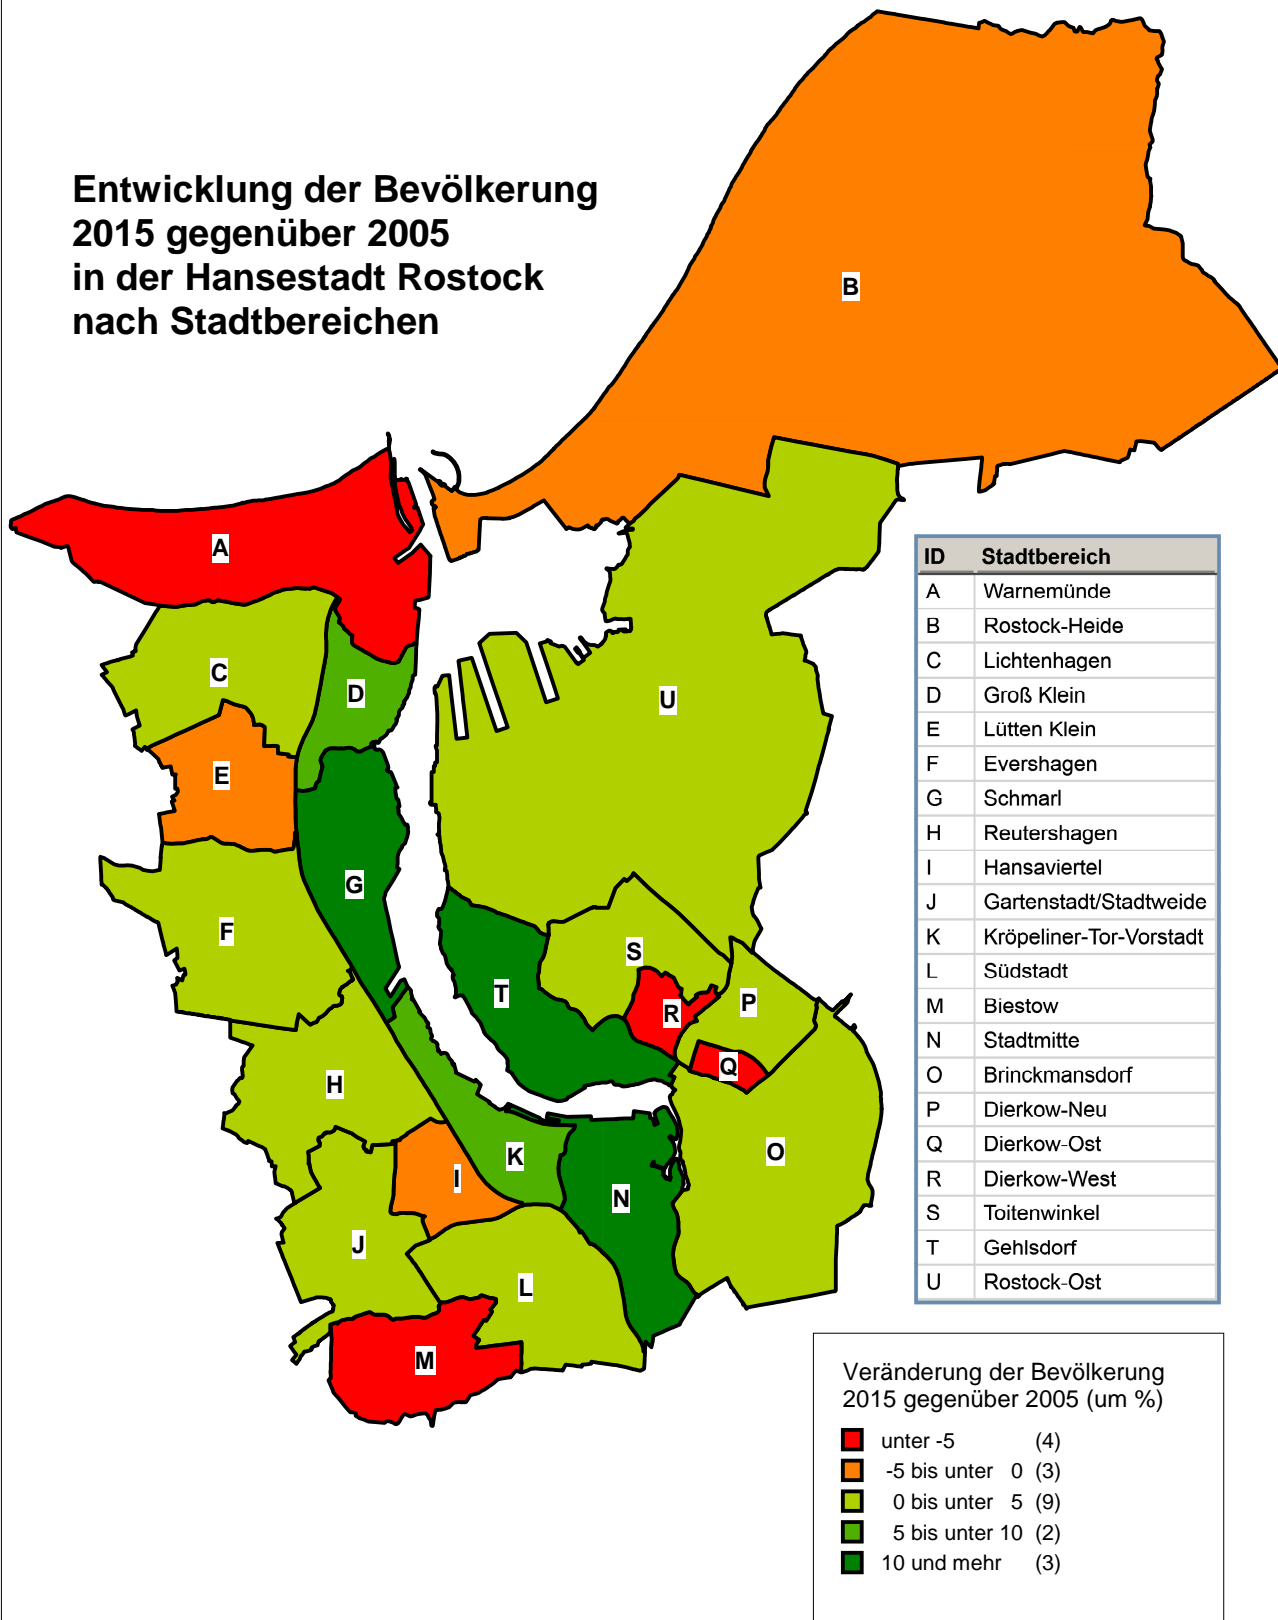 Entwicklung der Bevölkerung
2015 gegenüber 2005
in der Hansestadt Rostock
nach Stadtbereichen
B
A
C
D
U
E
G
F
S
T
R
P
Q
H
K
O
I
N
J
L
M
ID Stadtbereich
A Warnemünde
B Rostock-Heide
C Lichtenhagen
D Groß Klein
E Lütten Klein
F Evershagen
G Schmarl
H Reutershagen
I Hansaviertel
J Gartenstadt/Stadtweide
K Kröpeliner-Tor-Vorstadt
L Südstadt
M Biestow
N Stadtmitte
O Brinckmansdorf
P Dierkow-Neu
Q Dierkow-Ost
R Dierkow-West
S Toitenwinkel
T Gehlsdorf
U Rostock-Ost
Veränderung der Bevölkerung
2015 gegenüber 2005 (um %)
unter -5 (4)
-5 bis unter 0 (3)
0 bis unter 5 (9)
5 bis unter 10 (2)
10 und mehr (3)